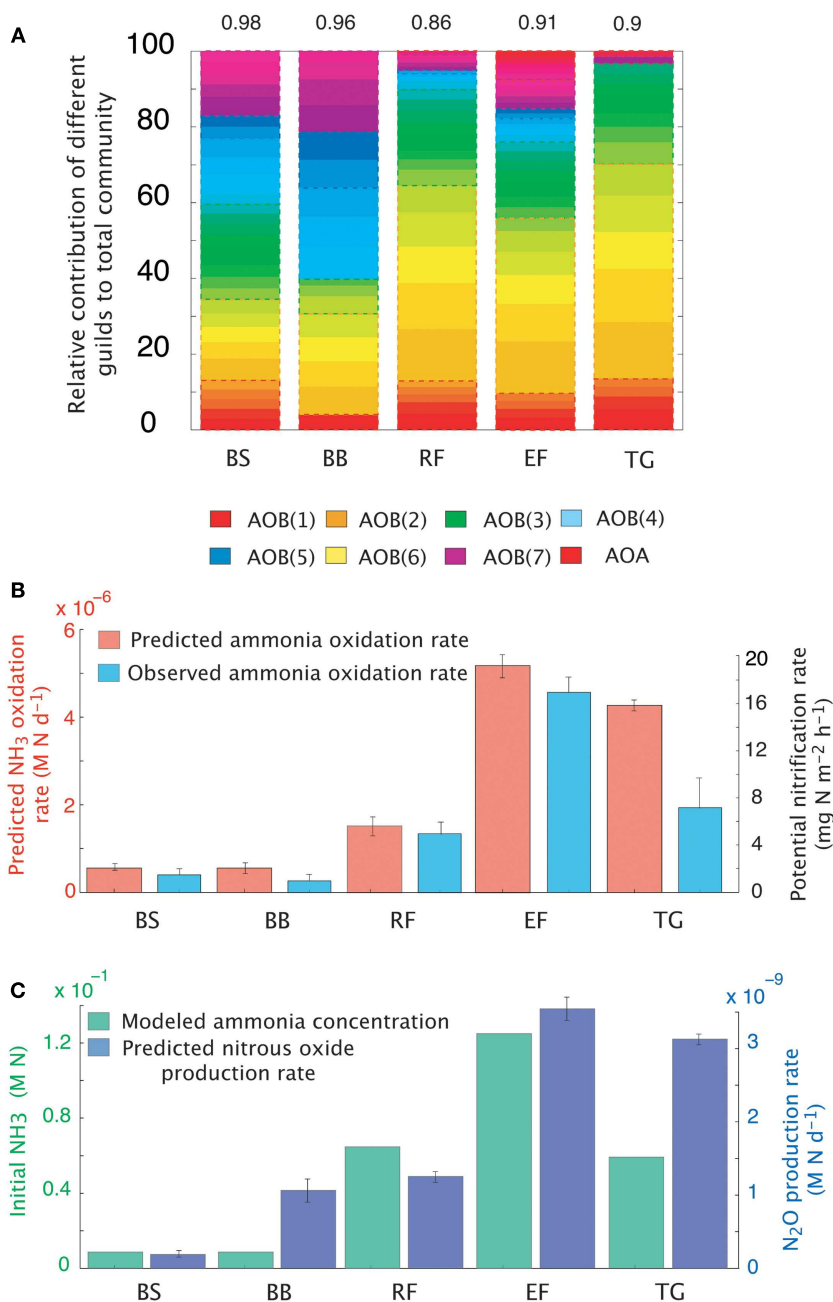 A
0.98 0.96 0.86 0.91 0.9
Relative contribution of different
guilds to total community
100
80
60
40
20
0
BS BB RF EF TG
AOB(1) AOB(2) AOB(3) AOB(4)
AOB(5) AOB(6) AOB(7) AOA
B
x 10⁻⁶
Predicted NH₃ oxidation
rate (M N d⁻¹)
6
4
2
0
Predicted ammonia oxidation rate
Observed ammonia oxidation rate
20
16
12
8
4
0
Potential nitrification rate
(mg N m⁻² h⁻¹)
BS BB RF EF TG
C
x 10⁻¹
Initial NH3 (M N)
1.2
0.8
0.4
0
Modeled ammonia concentration
Predicted nitrous oxide
production rate
x 10⁻⁹
3
2
1
0
N₂O production rate
(M N d⁻¹)
BS BB RF EF TG